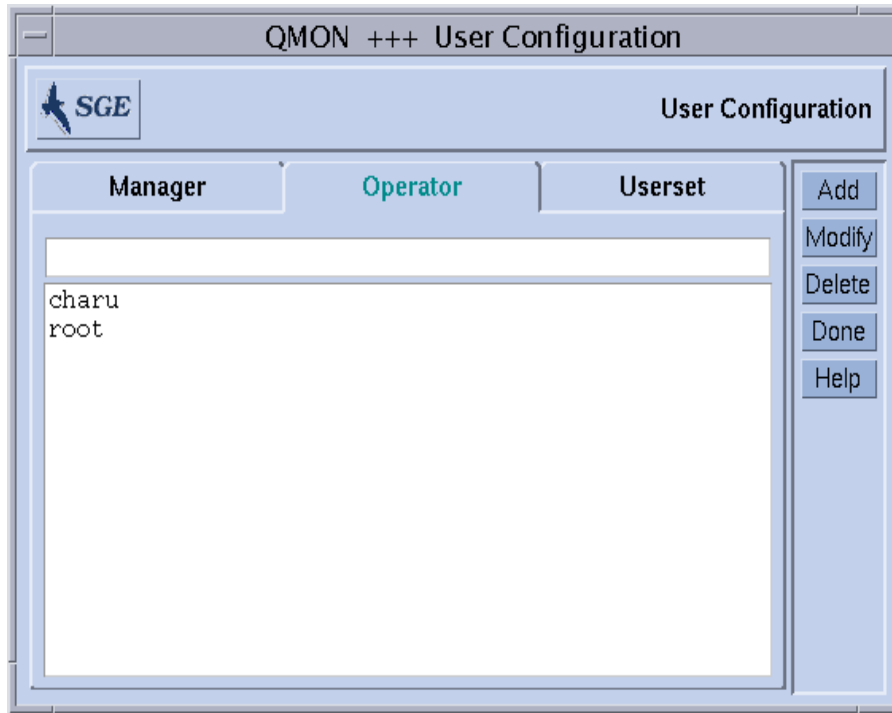 QMON +++ User Configuration
SGE
User Configuration
Manager
Operator
Userset
charu
root
Add
Modify
Delete
Done
Help